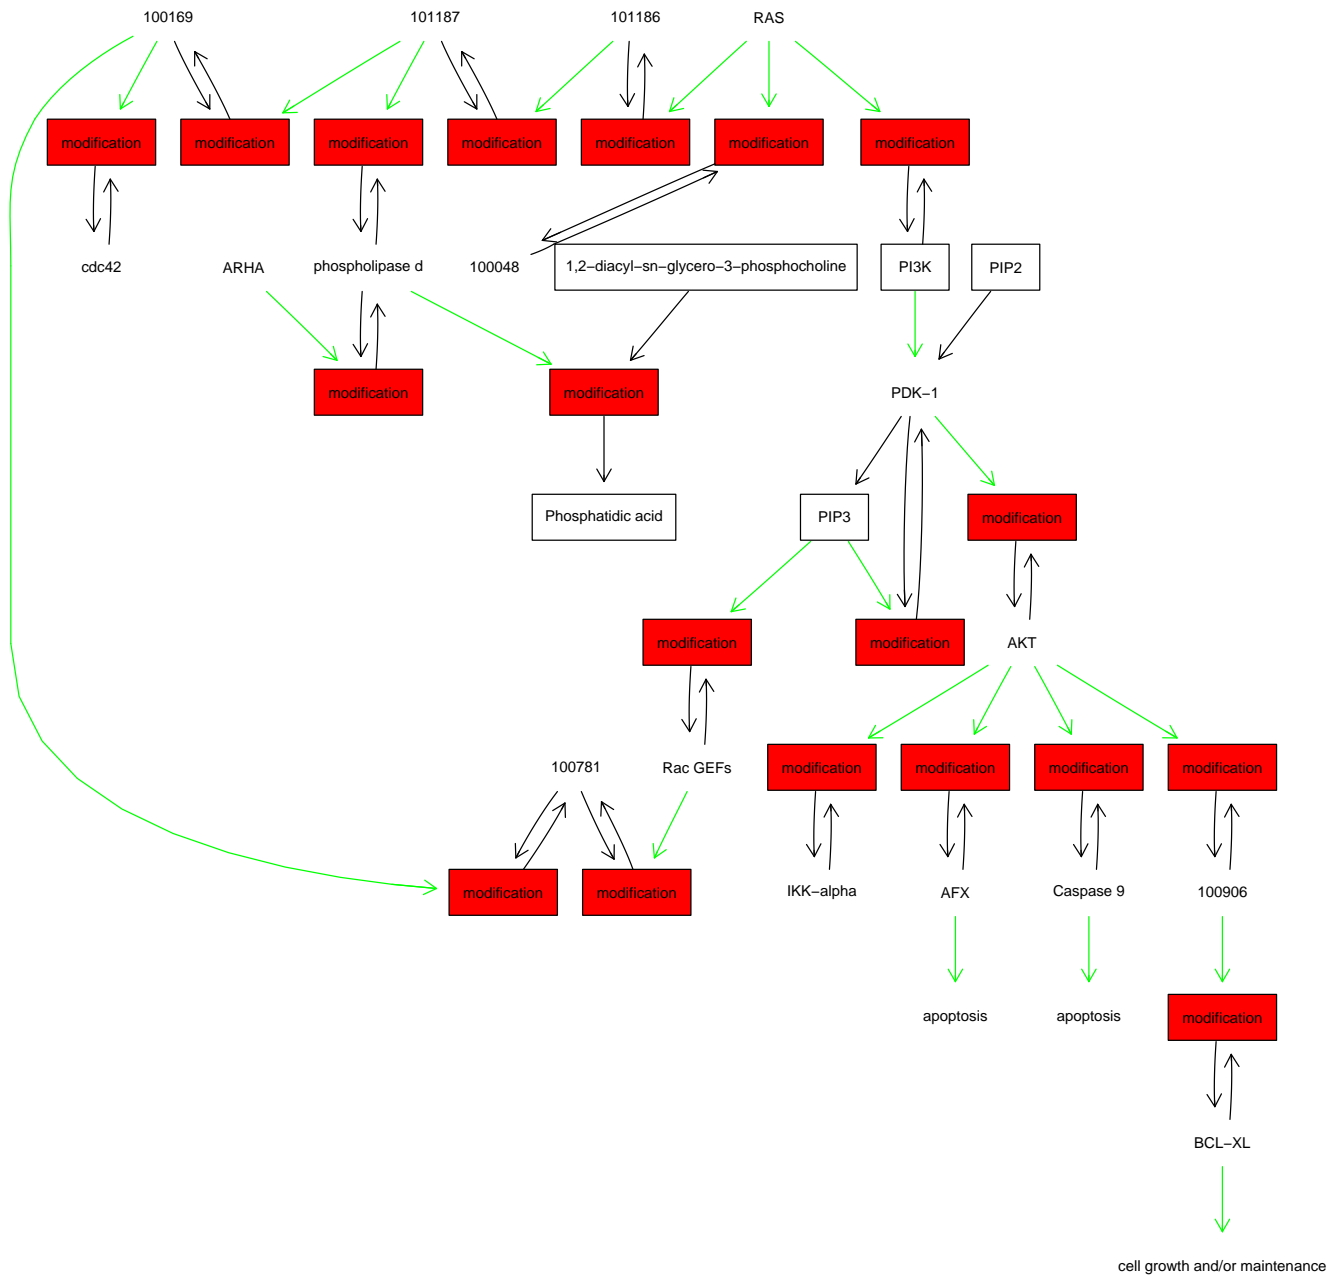 100169
101187
101186
RAS
modification
modification
modification
modification
modification
modification
modification
cdc42
ARHA
phospholipase d
100048
1,2−diacyl−sn−glycero−3−phosphocholine
PI3K
PIP2
modification
modification
PDK−1
Phosphatidic acid
PIP3
modification
modification
modification
AKT
100781
Rac GEFs
modification
modification
modification
modification
modification
modification
IKK−alpha
AFX
Caspase 9
100906
apoptosis
apoptosis
modification
BCL−XL
cell growth and/or maintenance